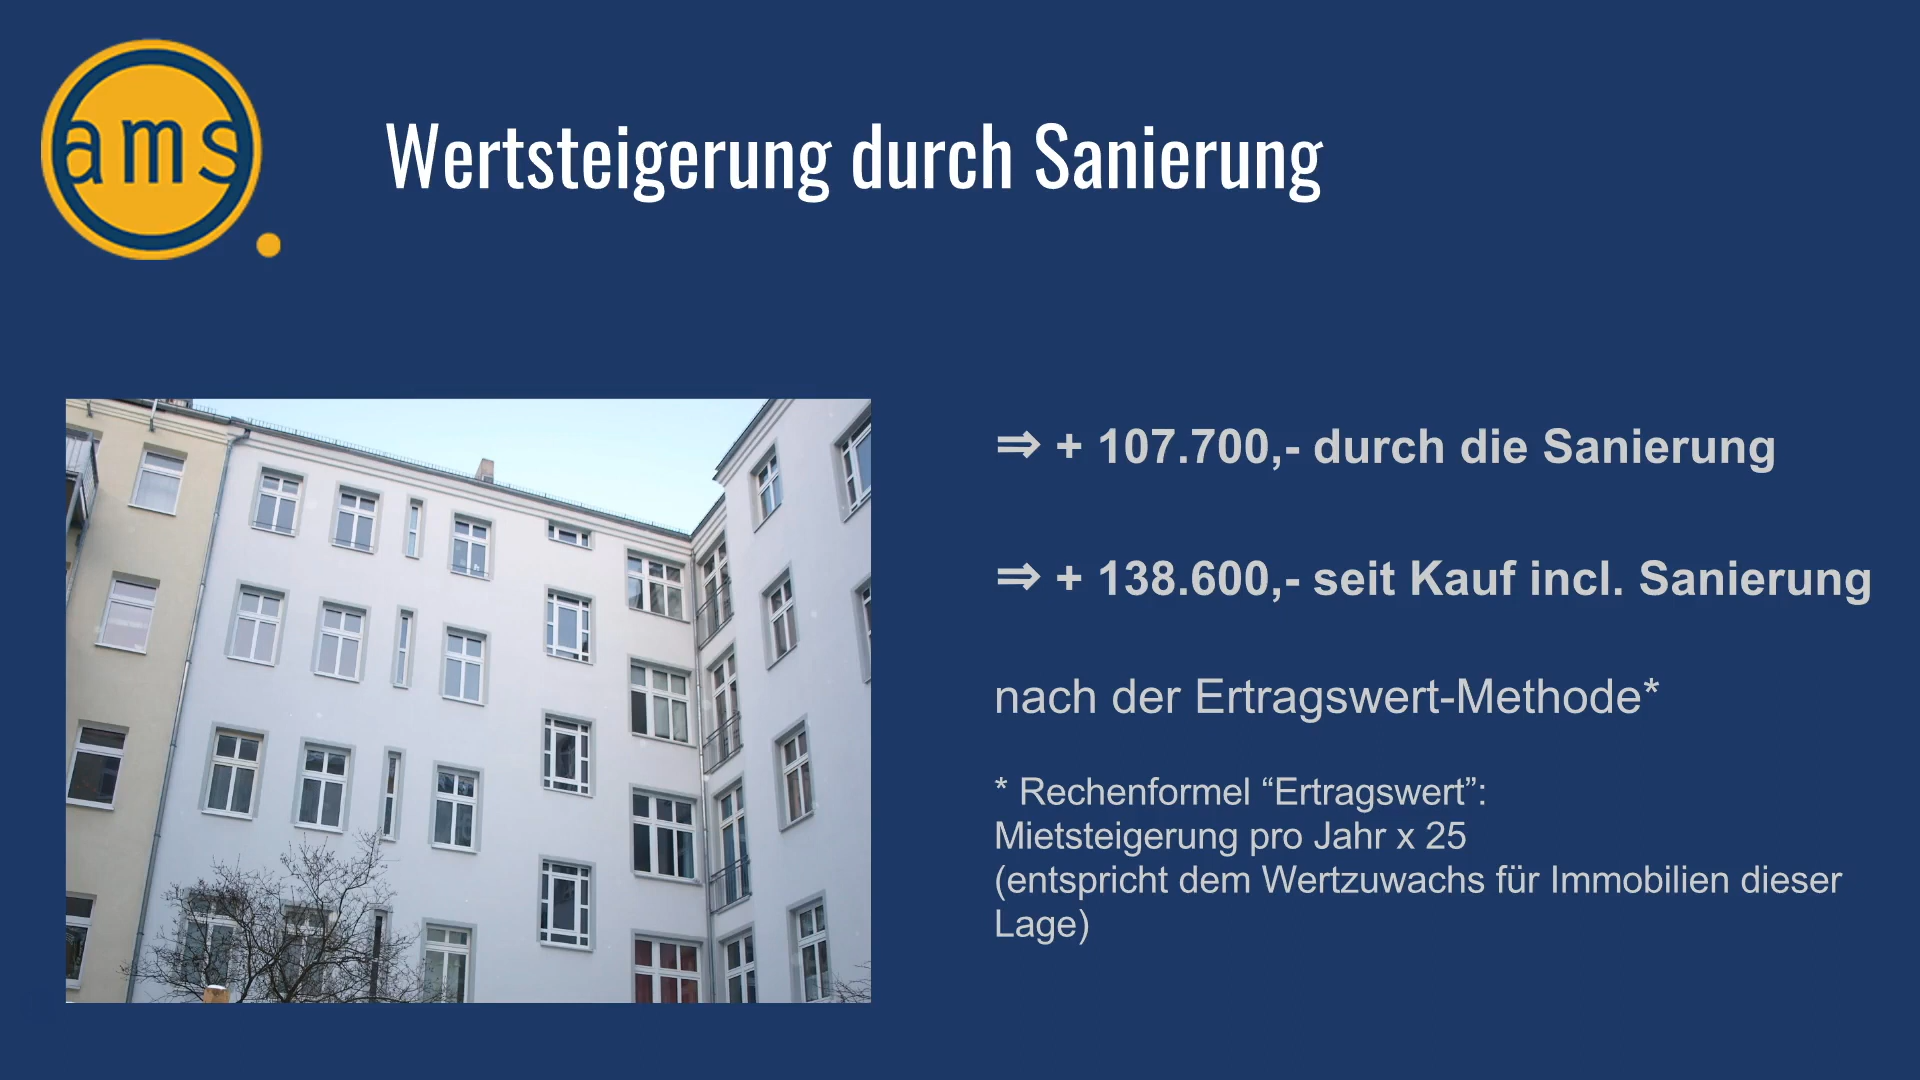 ams
Wertsteigerung durch Sanierung
⇒ + 107.700,- durch die Sanierung
⇒ + 138.600,- seit Kauf incl. Sanierung
nach der Ertragswert-Methode*
* Rechenformel “Ertragswert”:
Mietsteigerung pro Jahr x 25
(entspricht dem Wertzuwachs für Immobilien dieser
Lage)